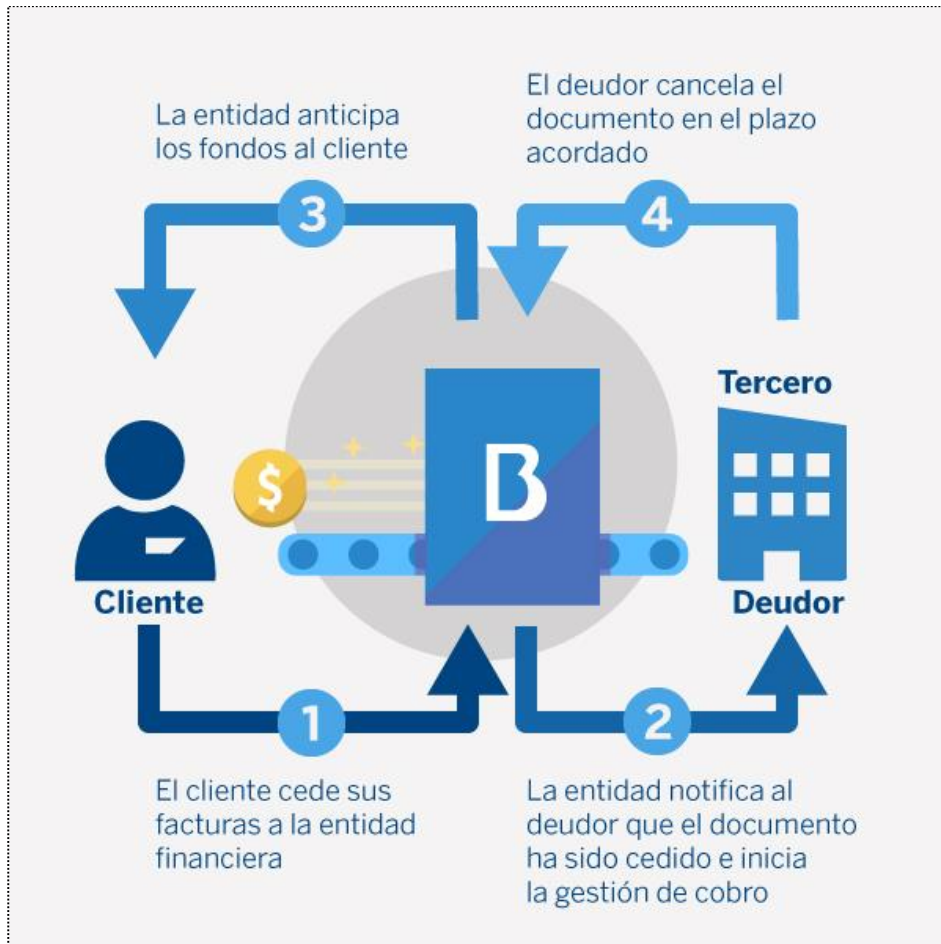 La entidad anticipa
los fondos al cliente
3
El deudor cancela el
documento en el plazo
acordado
4
$
B
Cliente
Tercero
Deudor
1
El cliente cede sus
facturas a la entidad
financiera
2
La entidad notifica al
deudor que el documento
ha sido cedido e inicia
la gestión de cobro